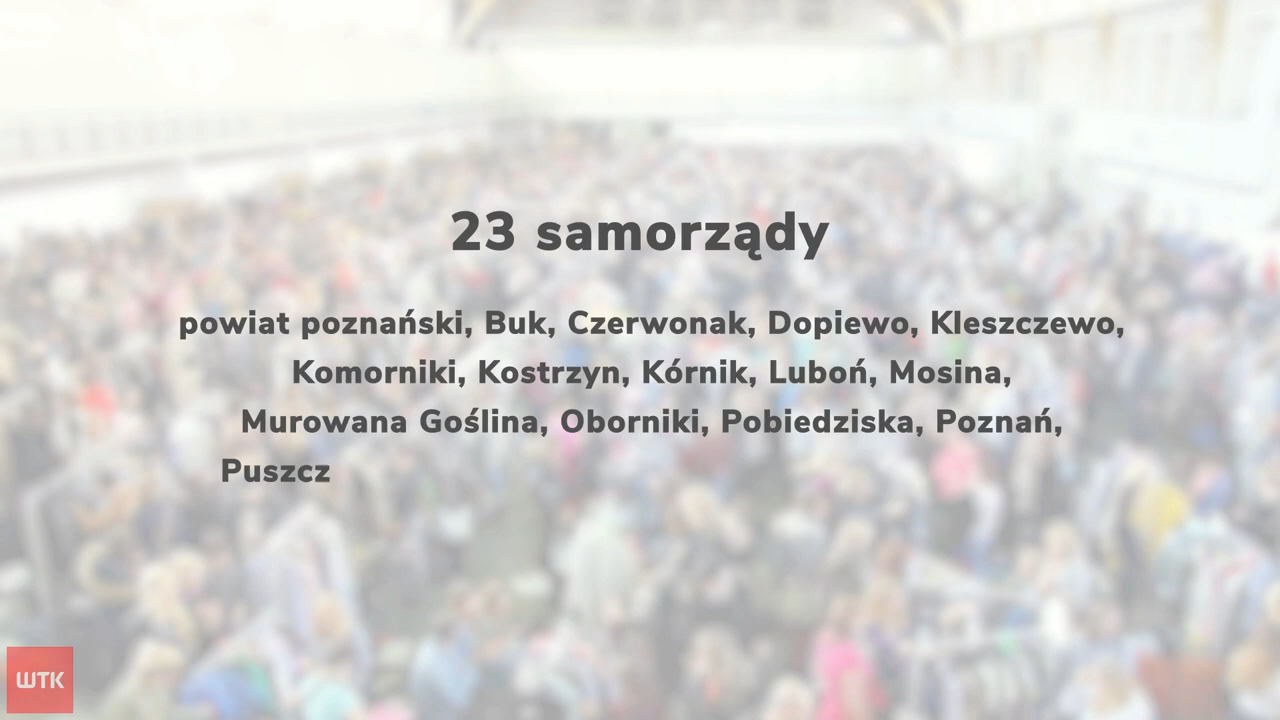 23 samorządy
powiat poznański, Buk, Czerwonak, Dopiewo, Kleszczewo,
Komorniki, Kostrzyn, Kórnik, Luboń, Mosina,
Murowana Goślina, Oborniki, Pobiedziska, Poznań,
Puszcz
WTK